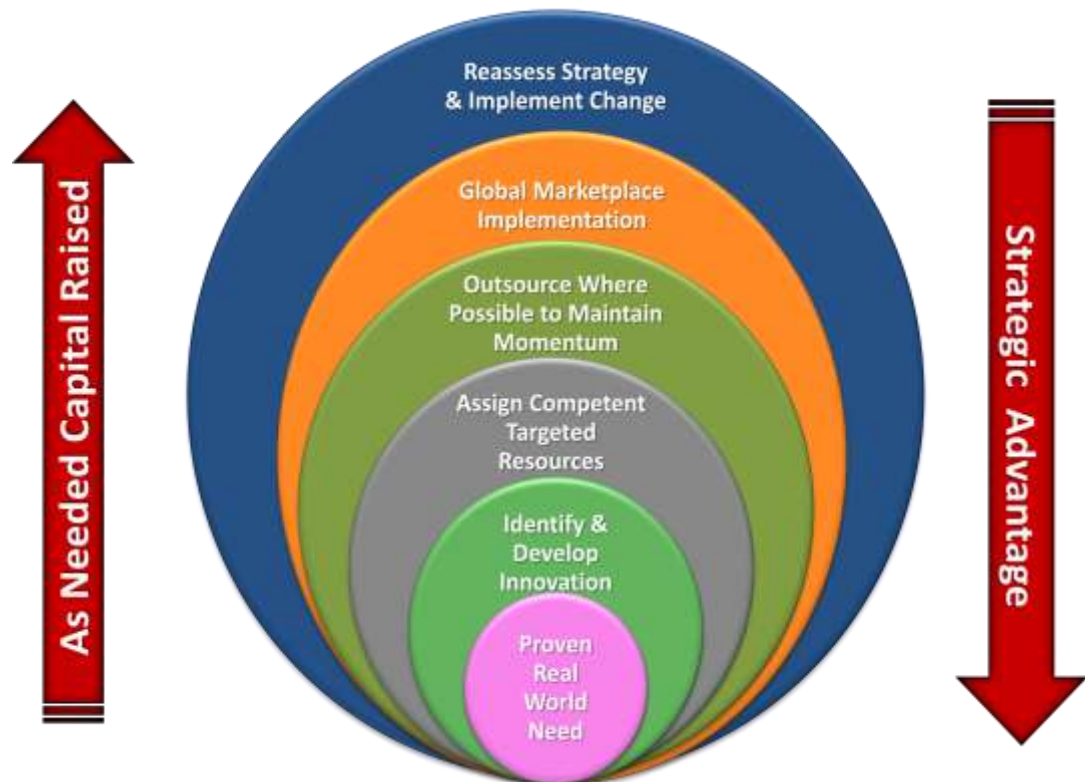 Reassess Strategy
& Implement Change
Global Marketplace
Implementation
Outsource Where
Possible to Maintain
Momentum
Assign Competent
Targeted
Resources
Identify &
Develop
Innovation
Proven
Real
World
Need
As Needed Capital Raised
Strategic Advantage